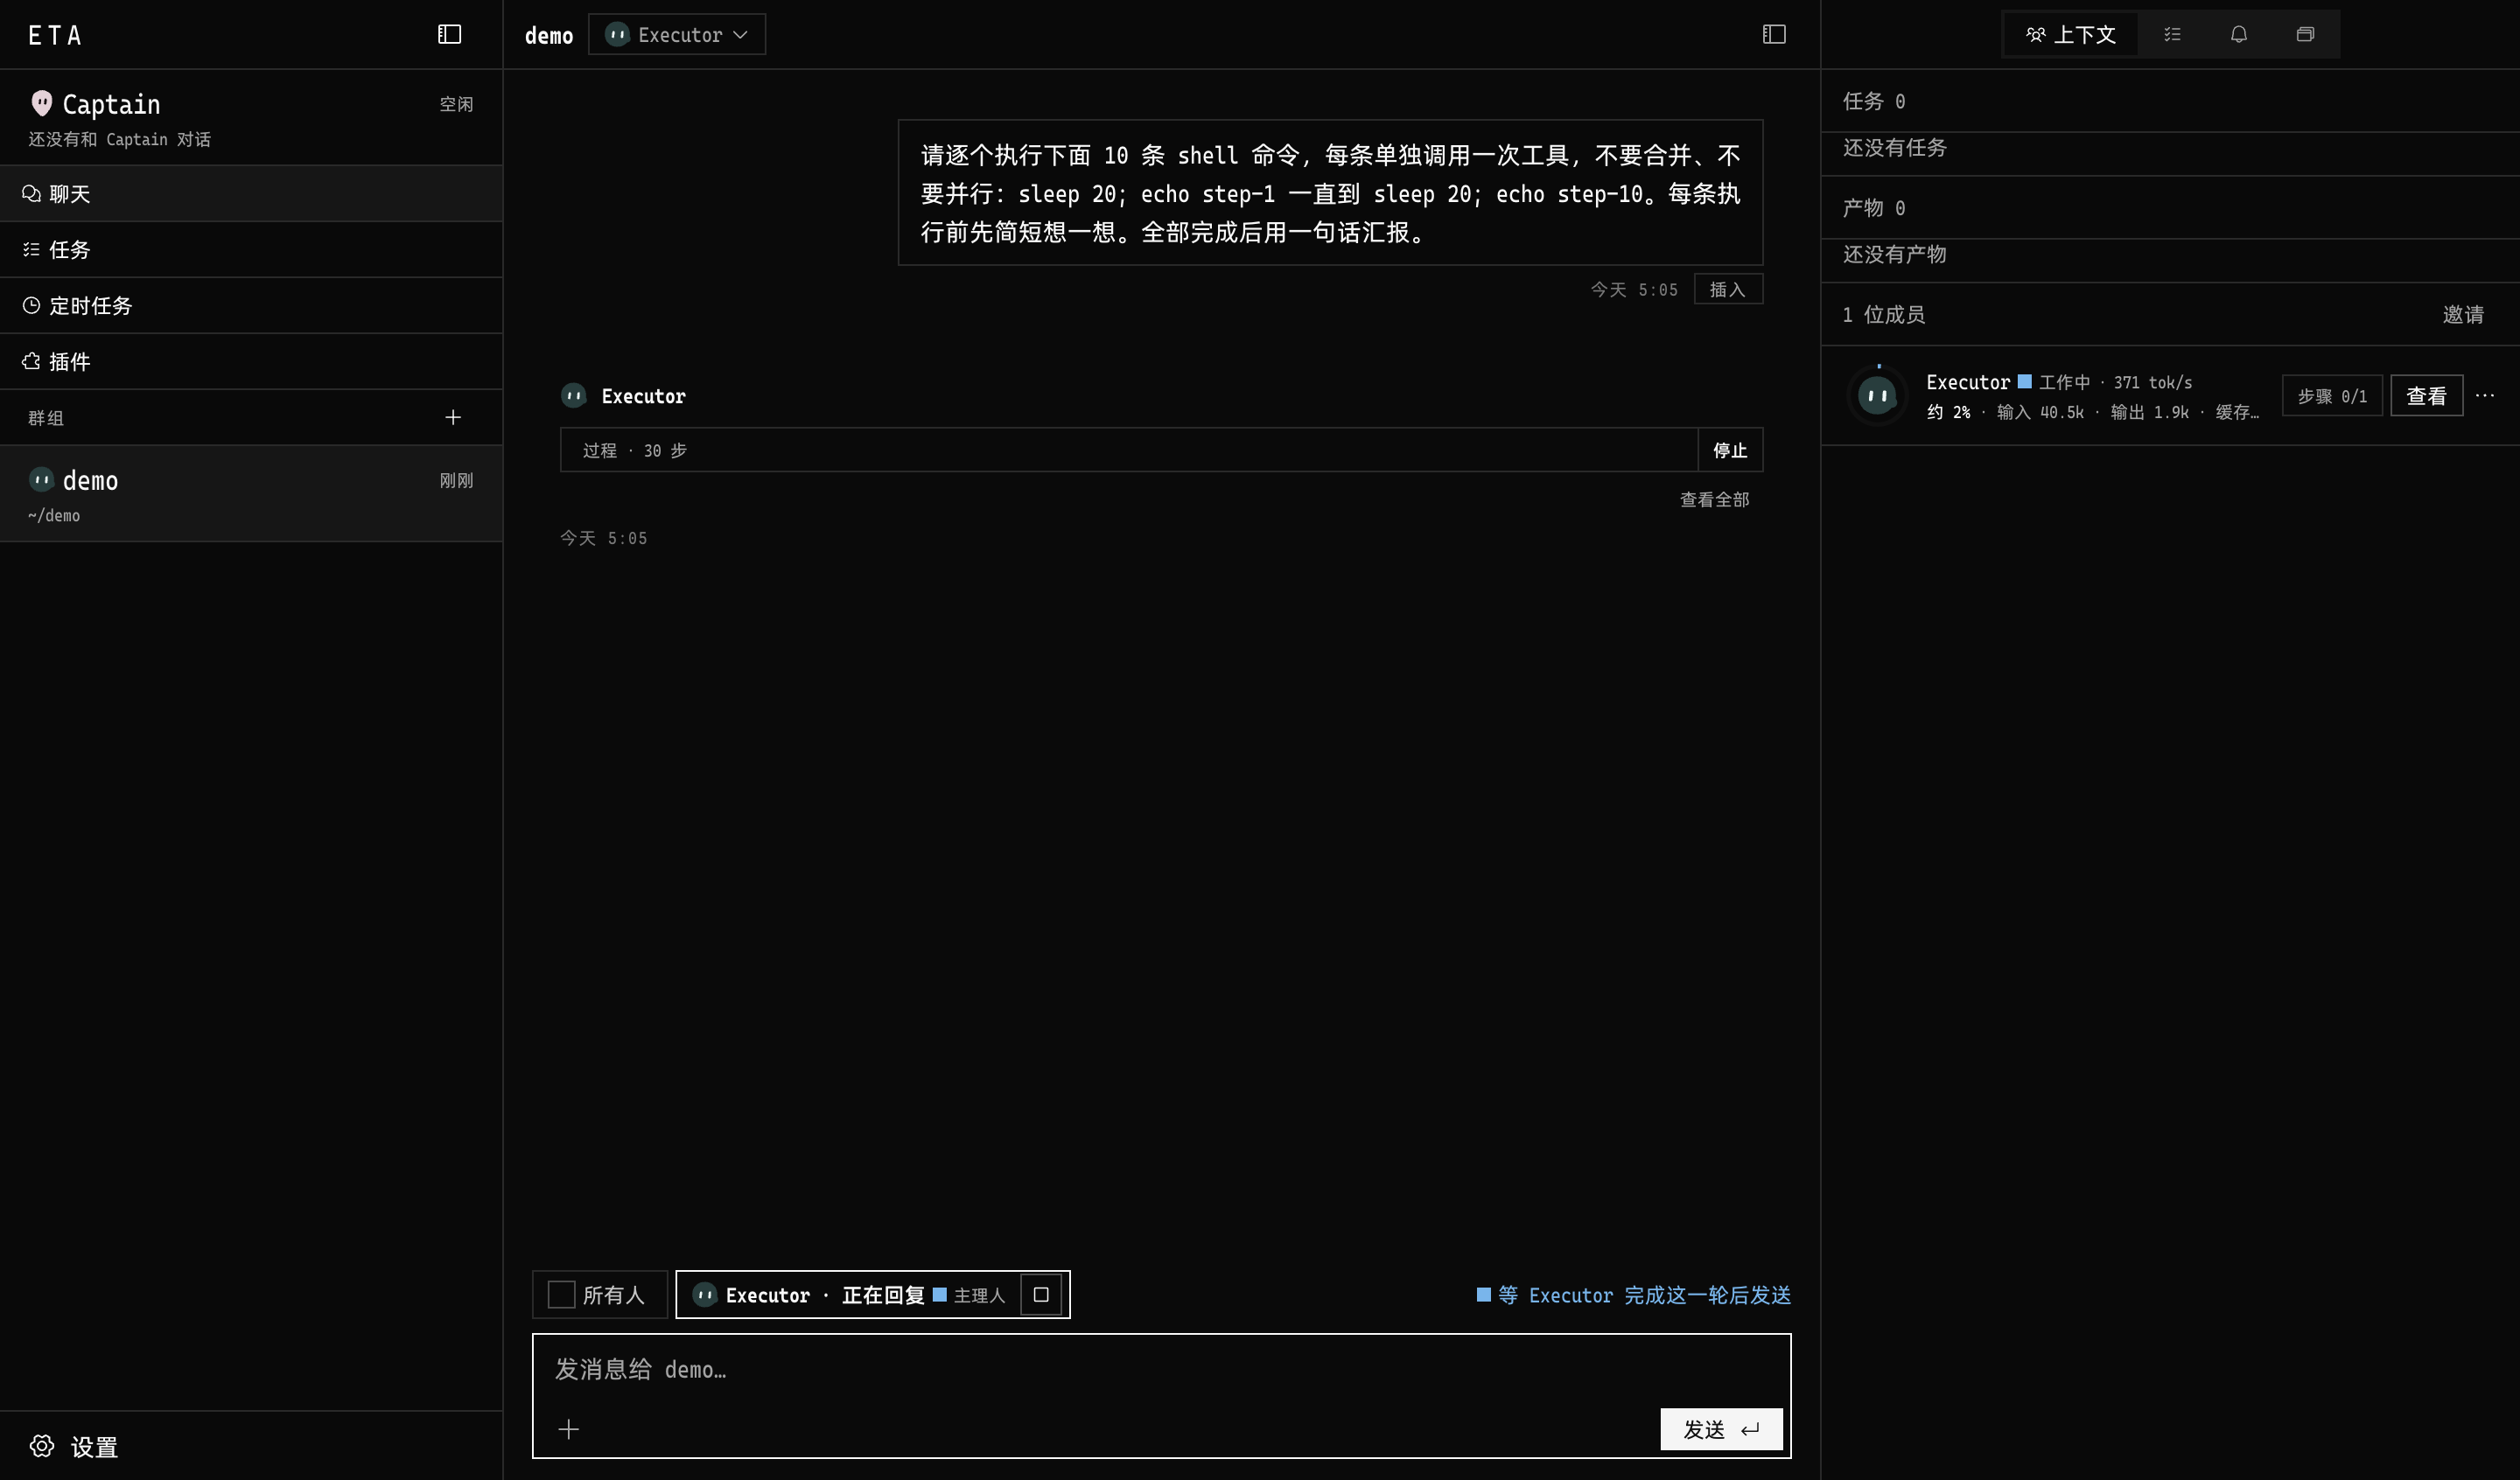 ETA
Captain
空闲
还没有和 Captain 对话
聊天
任务
定时任务
插件
群组
demo
刚刚
~/demo
设置
demo
Executor
请逐个执行下面 10 条 shell 命令，每条单独调用一次工具，不要合并、不
要并行：sleep 20; echo step-1 一直到 sleep 20; echo step-10。每条执
行前先简短想一想。全部完成后用一句话汇报。
今天 5:05
插入
Executor
过程 · 30 步
停止
查看全部
今天 5:05
所有人
Executor · 正在回复
主理人
等 Executor 完成这一轮后发送
发消息给 demo…
发送
上下文
任务 0
还没有任务
产物 0
还没有产物
1 位成员
邀请
Executor
工作中 · 371 tok/s
约 2% · 输入 40.5k · 输出 1.9k · 缓存…
步骤 0/1
查看